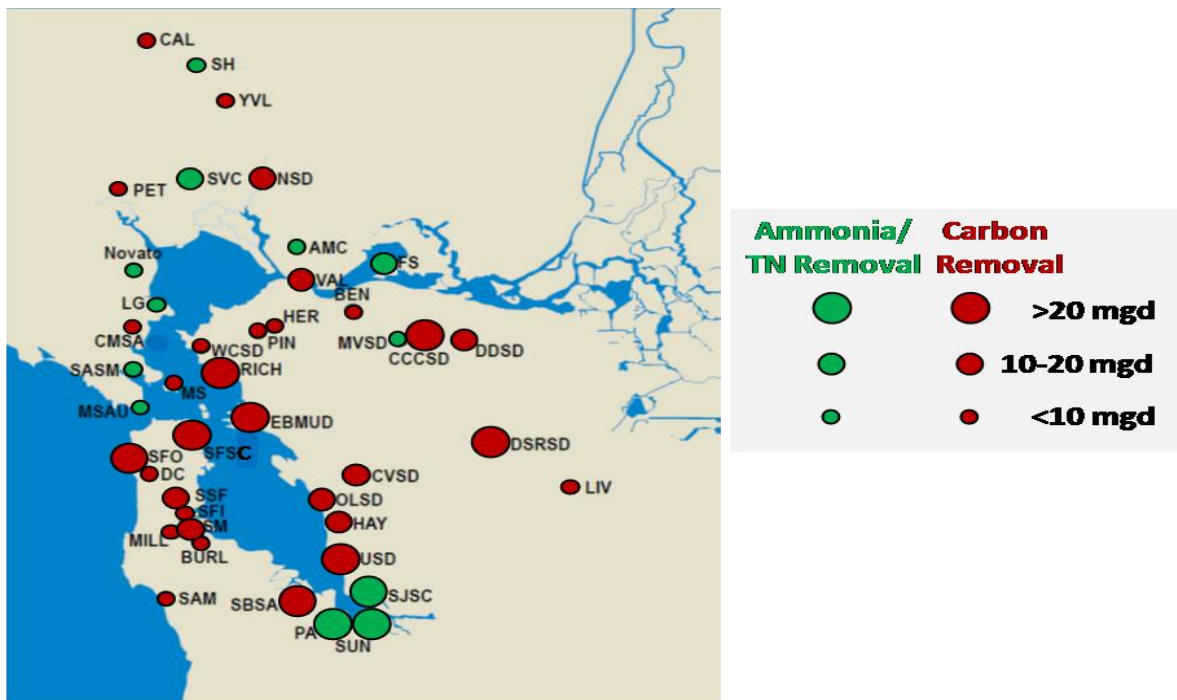 CAL
SH
YVL
PET
SVC
NSD
Novato
AMC
FS
VAL
LG
BEN
HER
PIN
CMSA
WCSD
MVSD
CCCSD
DDSD
RICH
SASM
MS
MSAU
EBMUD
SFSC
DSRSD
SFO
DC
CVSD
LIV
SSF
OLSD
SFI
SM
HAY
MILL
BURL
USD
SJSC
SAM
SBSA
PA
SUN
Ammonia/ Carbon
TN Removal Removal
>20 mgd
10-20 mgd
<10 mgd